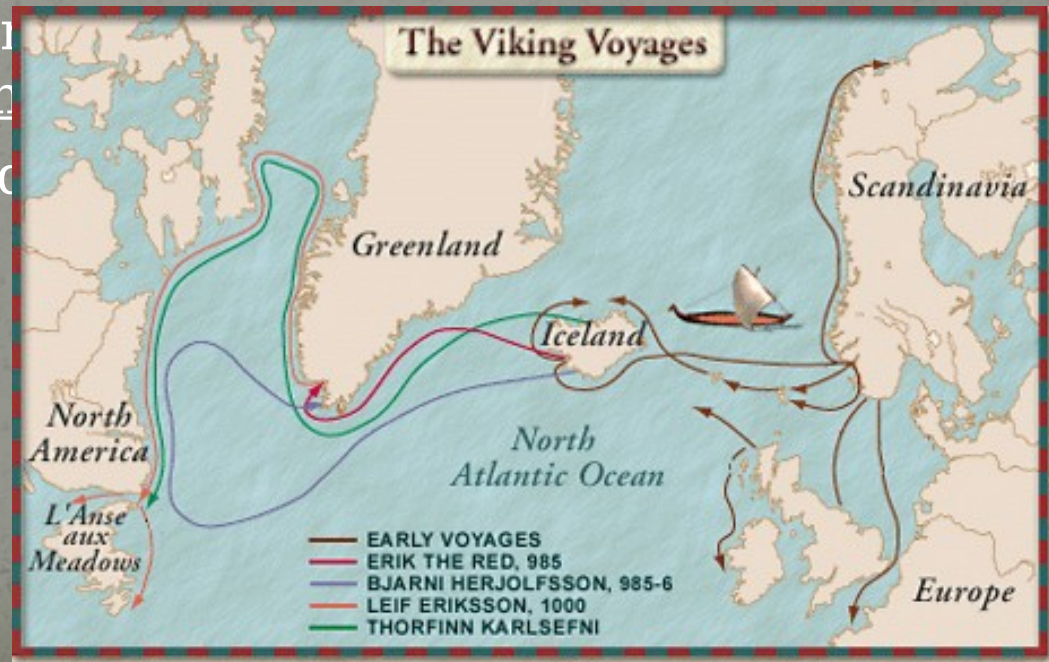 The Viking Voyages
Scandinavia
Greenland
Iceland
North
America
North
Atlantic Ocean
L'Anse
aux
Meadows
EARLY VOYAGES
ERIK THE RED, 985
BJARNI HERJOLFSSON, 985-6
LEIF ERIKSSON, 1000
THORFINN KARLSEFNI
Europe